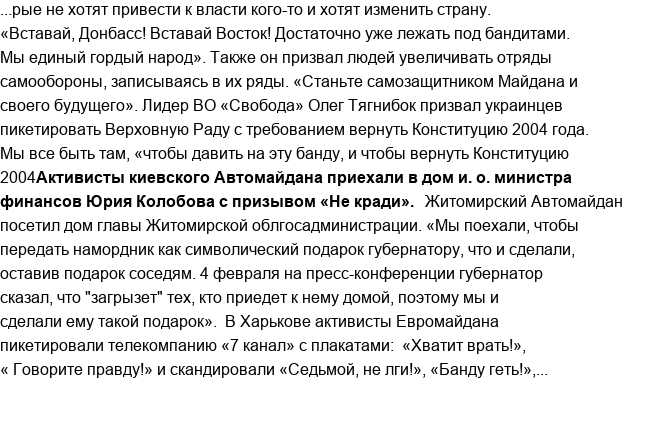 ...рые не хотят привести к власти кого-то и хотят изменить страну.
«Вставай, Донбасс! Вставай Восток! Достаточно уже лежать под бандитами.
Мы единый гордый народ». Также он призвал людей увеличивать отряды
самообороны, записываясь в их ряды. «Станьте самозащитником Майдана и
своего будущего». Лидер ВО «Свобода» Олег Тягнибок призвал украинцев
пикетировать Верховную Раду с требованием вернуть Конституцию 2004 года.
Мы все быть там, «чтобы давить на эту банду, и чтобы вернуть Конституцию
2004Активисты киевского Автомайдана приехали в дом и. о. министра
финансов Юрия Колобова с призывом «Не кради».  Житомирский Автомайдан
посетил дом главы Житомирской облгосадминистрации. «Мы поехали, чтобы
передать намордник как символический подарок губернатору, что и сделали,
оставив подарок соседям. 4 февраля на пресс-конференции губернатор
сказал, что "загрызет" тех, кто приедет к нему домой, поэтому мы и
сделали ему такой подарок».  В Харькове активисты Евромайдана
пикетировали телекомпанию «7 канал» с плакатами:  «Хватит врать!»,
« Говорите правду!» и скандировали «Седьмой, не лги!», «Банду геть!»,...